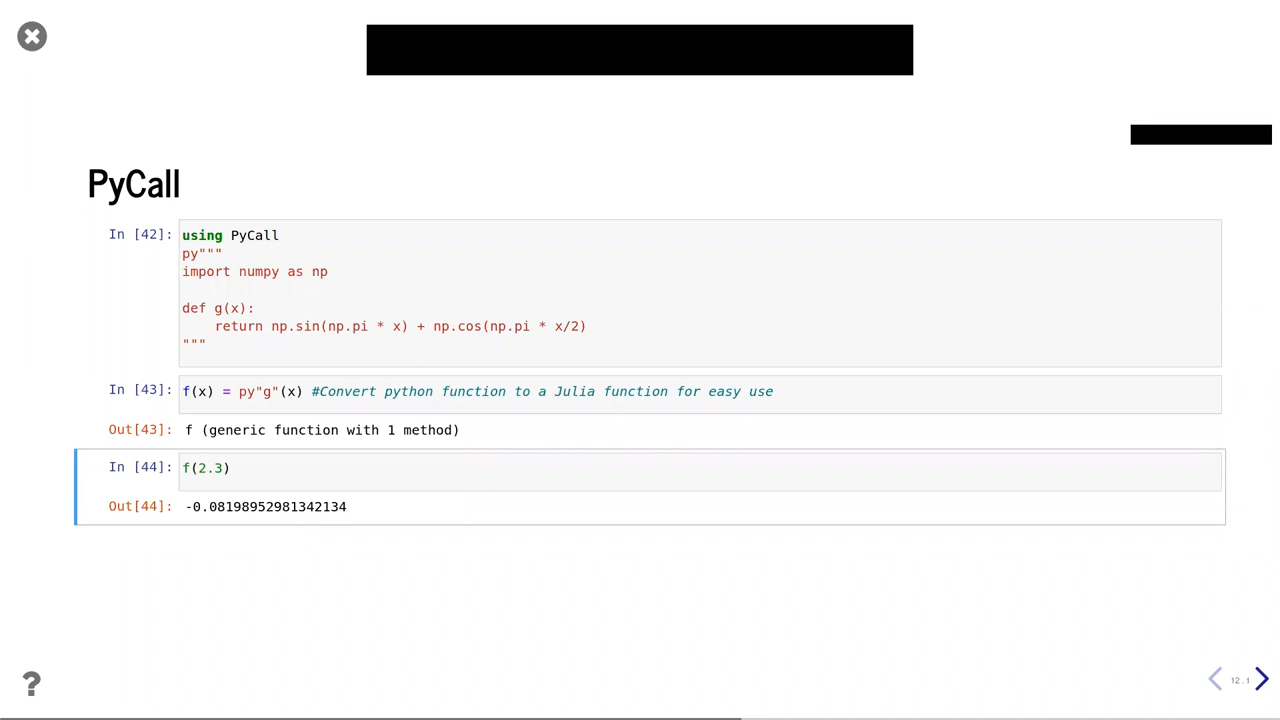 PyCall
In [42]: using PyCall
py"""
import numpy as np
def g(x):
    return np.sin(np.pi * x) + np.cos(np.pi * x/2)
"""
In [43]: f(x) = py"g"(x) #Convert python function to a Julia function for easy use
Out[43]: f (generic function with 1 method)
In [44]: f(2.3)
Out[44]: -0.08198952981342134
?
12.1